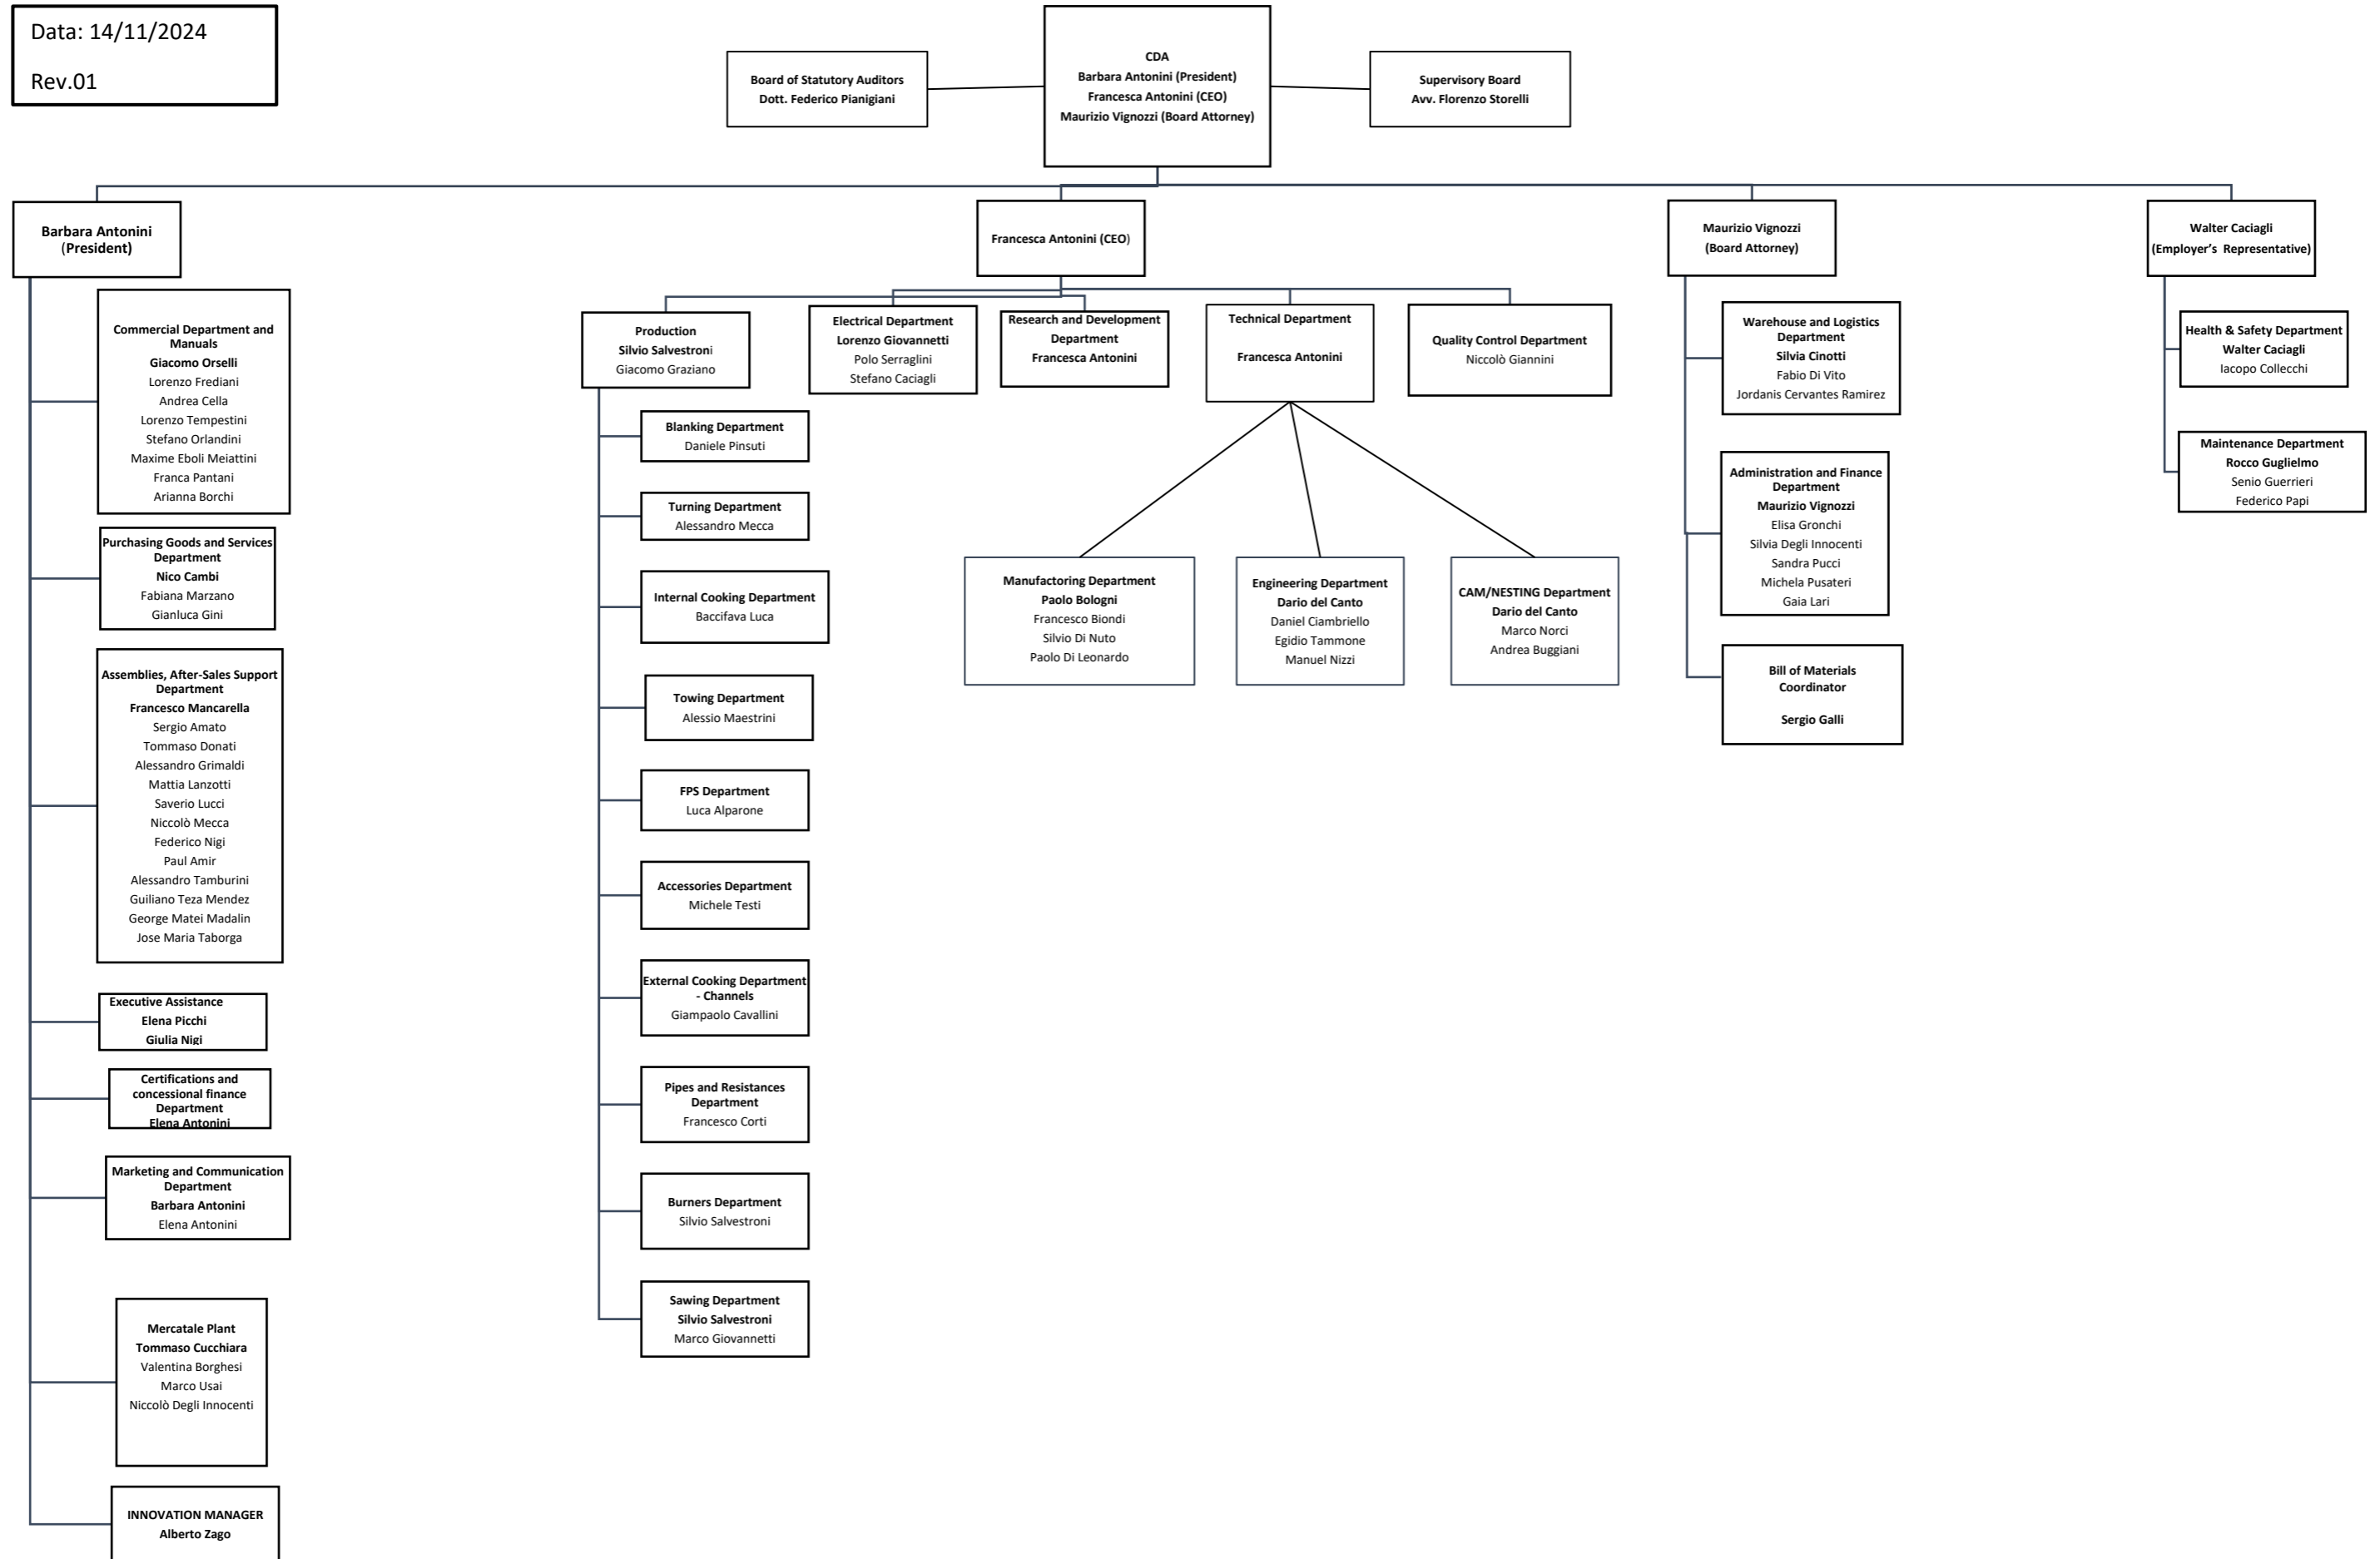 Data: 14/11/2024
Rev.01
Board of Statutory Auditors
Dott. Federico Pianigiani
CDA
Barbara Antonini (President)
Francesca Antonini (CEO)
Maurizio Vignozzi (Board Attorney)
Supervisory Board
Avv. Florenzo Storelli
Barbara Antonini
(President)
Francesca Antonini (CEO)
Maurizio Vignozzi
(Board Attorney)
Walter Caciagli
(Employer's Representative)
Commercial Department and
Manuals
Giacomo Orselli
Lorenzo Frediani
Andrea Cella
Lorenzo Tempestini
Stefano Orlandini
Maxime Eboli Meiattini
Franca Pantani
Arianna Borchi
Purchasing Goods and Services
Department
Nico Cambi
Fabiana Marzano
Gianluca Gini
Assemblies, After-Sales Support
Department
Francesco Mancarella
Sergio Amato
Tommaso Donati
Alessandro Grimaldi
Mattia Lanzotti
Saverio Lucci
Niccolò Mecca
Federico Nigi
Paul Amir
Alessandro Tamburini
Guiliano Teza Mendez
George Matei Madalin
Jose Maria Taborga
Executive Assistance
Elena Picchi
Giulia Nigi
Certifications and
concessional finance
Department
Elena Antonini
Marketing and Communication
Department
Barbara Antonini
Elena Antonini
Mercatale Plant
Tommaso Cucchiara
Valentina Borghesi
Marco Usai
Niccolò Degli Innocenti
INNOVATION MANAGER
Alberto Zago
Production
Silvio Salvestroni
Giacomo Graziano
Blanking Department
Daniele Pinsuti
Turning Department
Alessandro Mecca
Internal Cooking Department
Baccifava Luca
Towing Department
Alessio Maestrini
FPS Department
Luca Alparone
Accessories Department
Michele Testi
External Cooking Department
- Channels
Giampaolo Cavallini
Pipes and Resistances
Department
Francesco Corti
Burners Department
Silvio Salvestroni
Sawing Department
Silvio Salvestroni
Marco Giovannetti
Electrical Department
Lorenzo Giovannetti
Polo Serraglini
Stefano Caciagli
Research and Development
Department
Francesca Antonini
Technical Department
Francesca Antonini
Quality Control Department
Niccolò Giannini
Manufactoring Department
Paolo Bologni
Francesco Biondi
Silvio Di Nuto
Paolo Di Leonardo
Engineering Department
Dario del Canto
Daniel Ciambriello
Egidio Tammone
Manuel Nizzi
CAM/NESTING Department
Dario del Canto
Marco Norci
Andrea Buggiani
Warehouse and Logistics
Department
Silvia Cinotti
Fabio Di Vito
Jordanis Cervantes Ramirez
Administration and Finance
Department
Maurizio Vignozzi
Elisa Gronchi
Silvia Degli Innocenti
Sandra Pucci
Michela Pusateri
Gaia Lari
Bill of Materials
Coordinator
Sergio Galli
Health & Safety Department
Walter Caciagli
Iacopo Collecchi
Maintenance Department
Rocco Guglielmo
Senio Guerrieri
Federico Papi